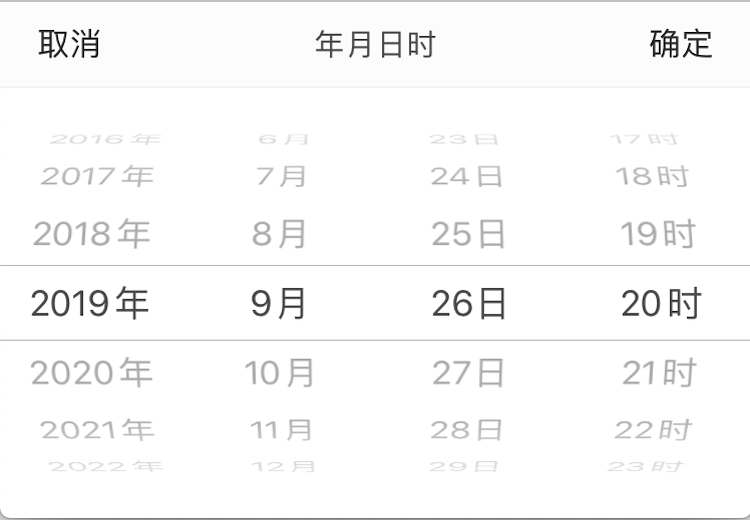 取消 年月日时 确定
2016年 6月 23日 17时
2017年 7月 24日 18时
2018年 8月 25日 19时
2019年 9月 26日 20时
2020年 10月 27日 21时
2021年 11月 28日 22时
2022年 12月 29日 23时